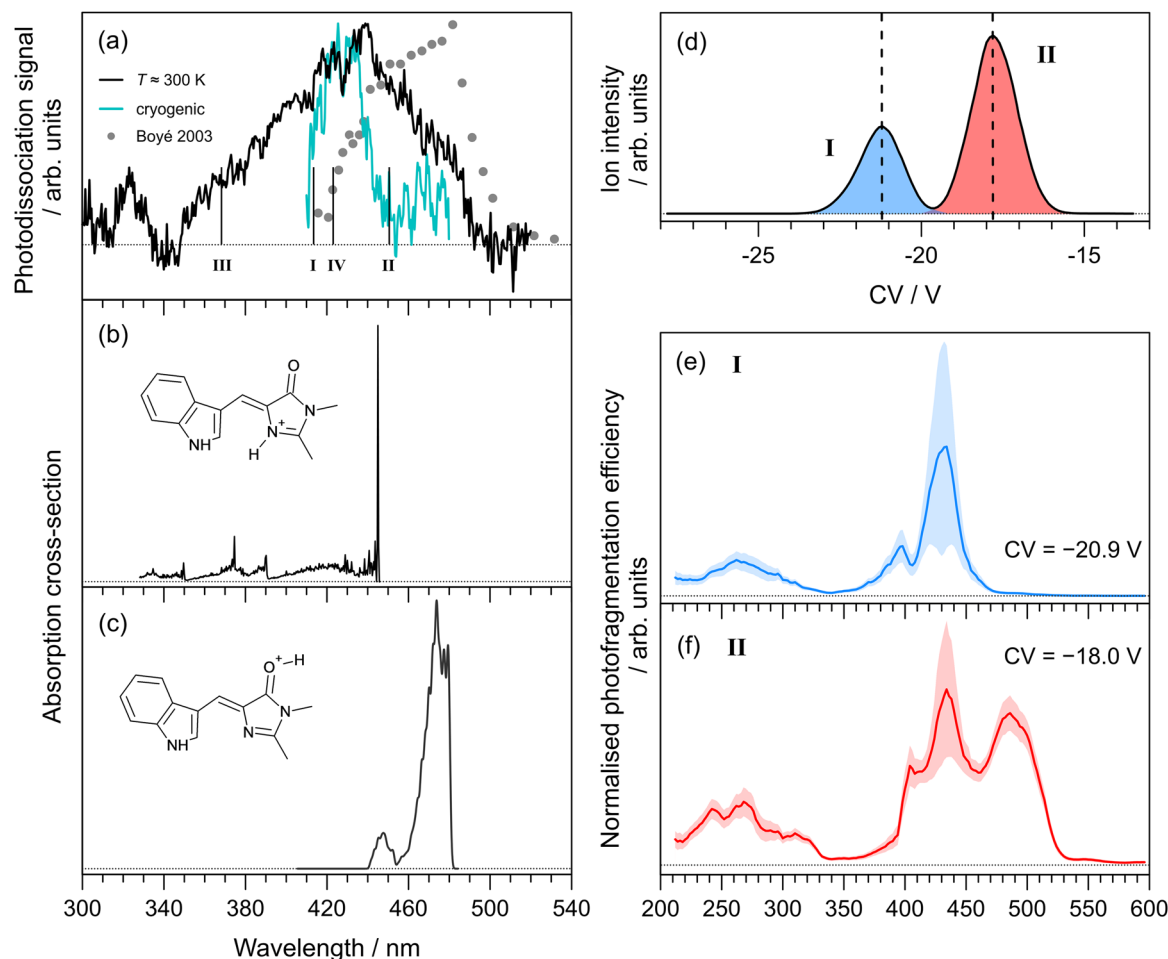 Photodissociation signal
/ arb. units
(a)
T ≈ 300 K
cryogenic
Boyé 2003
III
I
IV
II
Absorption cross-section
(b)
O
N
N
+
H
NH
(c)
O
+
H
N
N
NH
300
340
380
420
460
500
540
Wavelength / nm
Ion intensity
/ arb. units
(d)
I
II
-25
-20
-15
CV / V
Normalised photofragmentation efficiency
/ arb. units
(e)
I
CV = −20.9 V
(f)
II
CV = −18.0 V
200
250
300
350
400
450
500
550
600